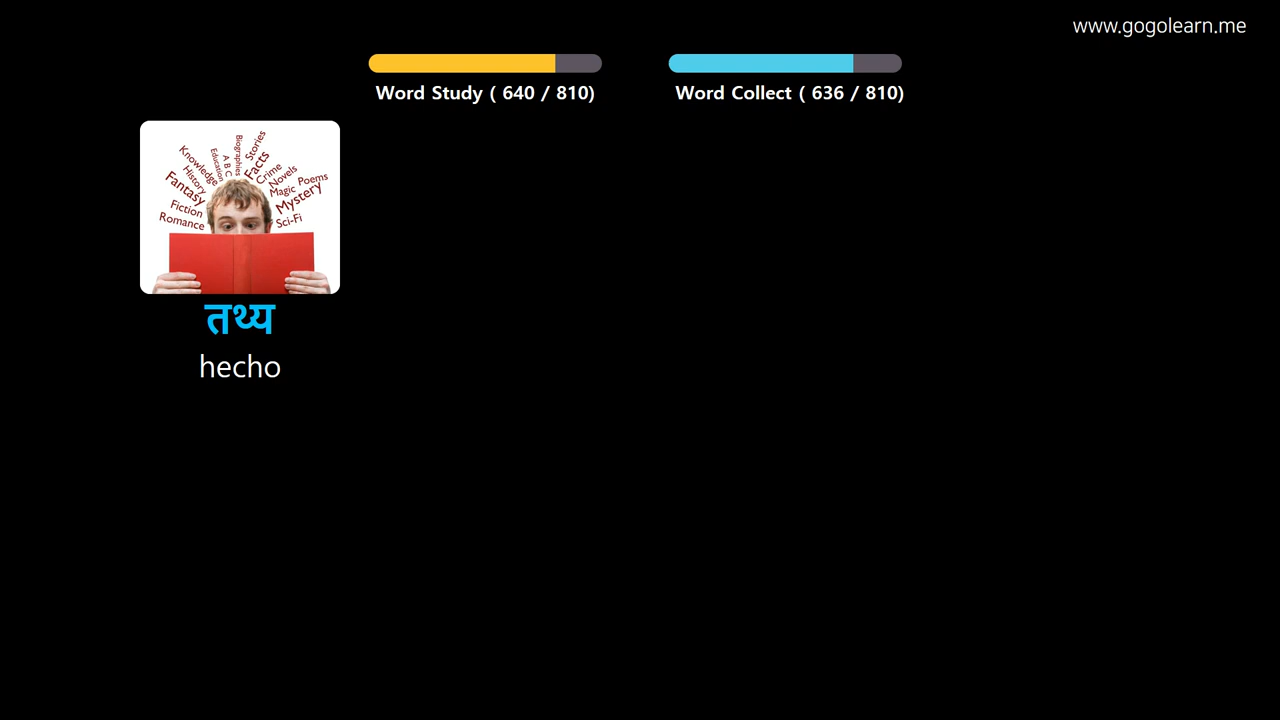 www.gogolearn.me
Word Study ( 640 / 810)
Word Collect ( 636 / 810)
Biographies
Stories
A B C
Education
Facts
Knowledge
Crime
History
Novels
Fantasy
Magic
Poems
Mystery
Fiction
Romance
Sci-Fi
तथ्य
hecho